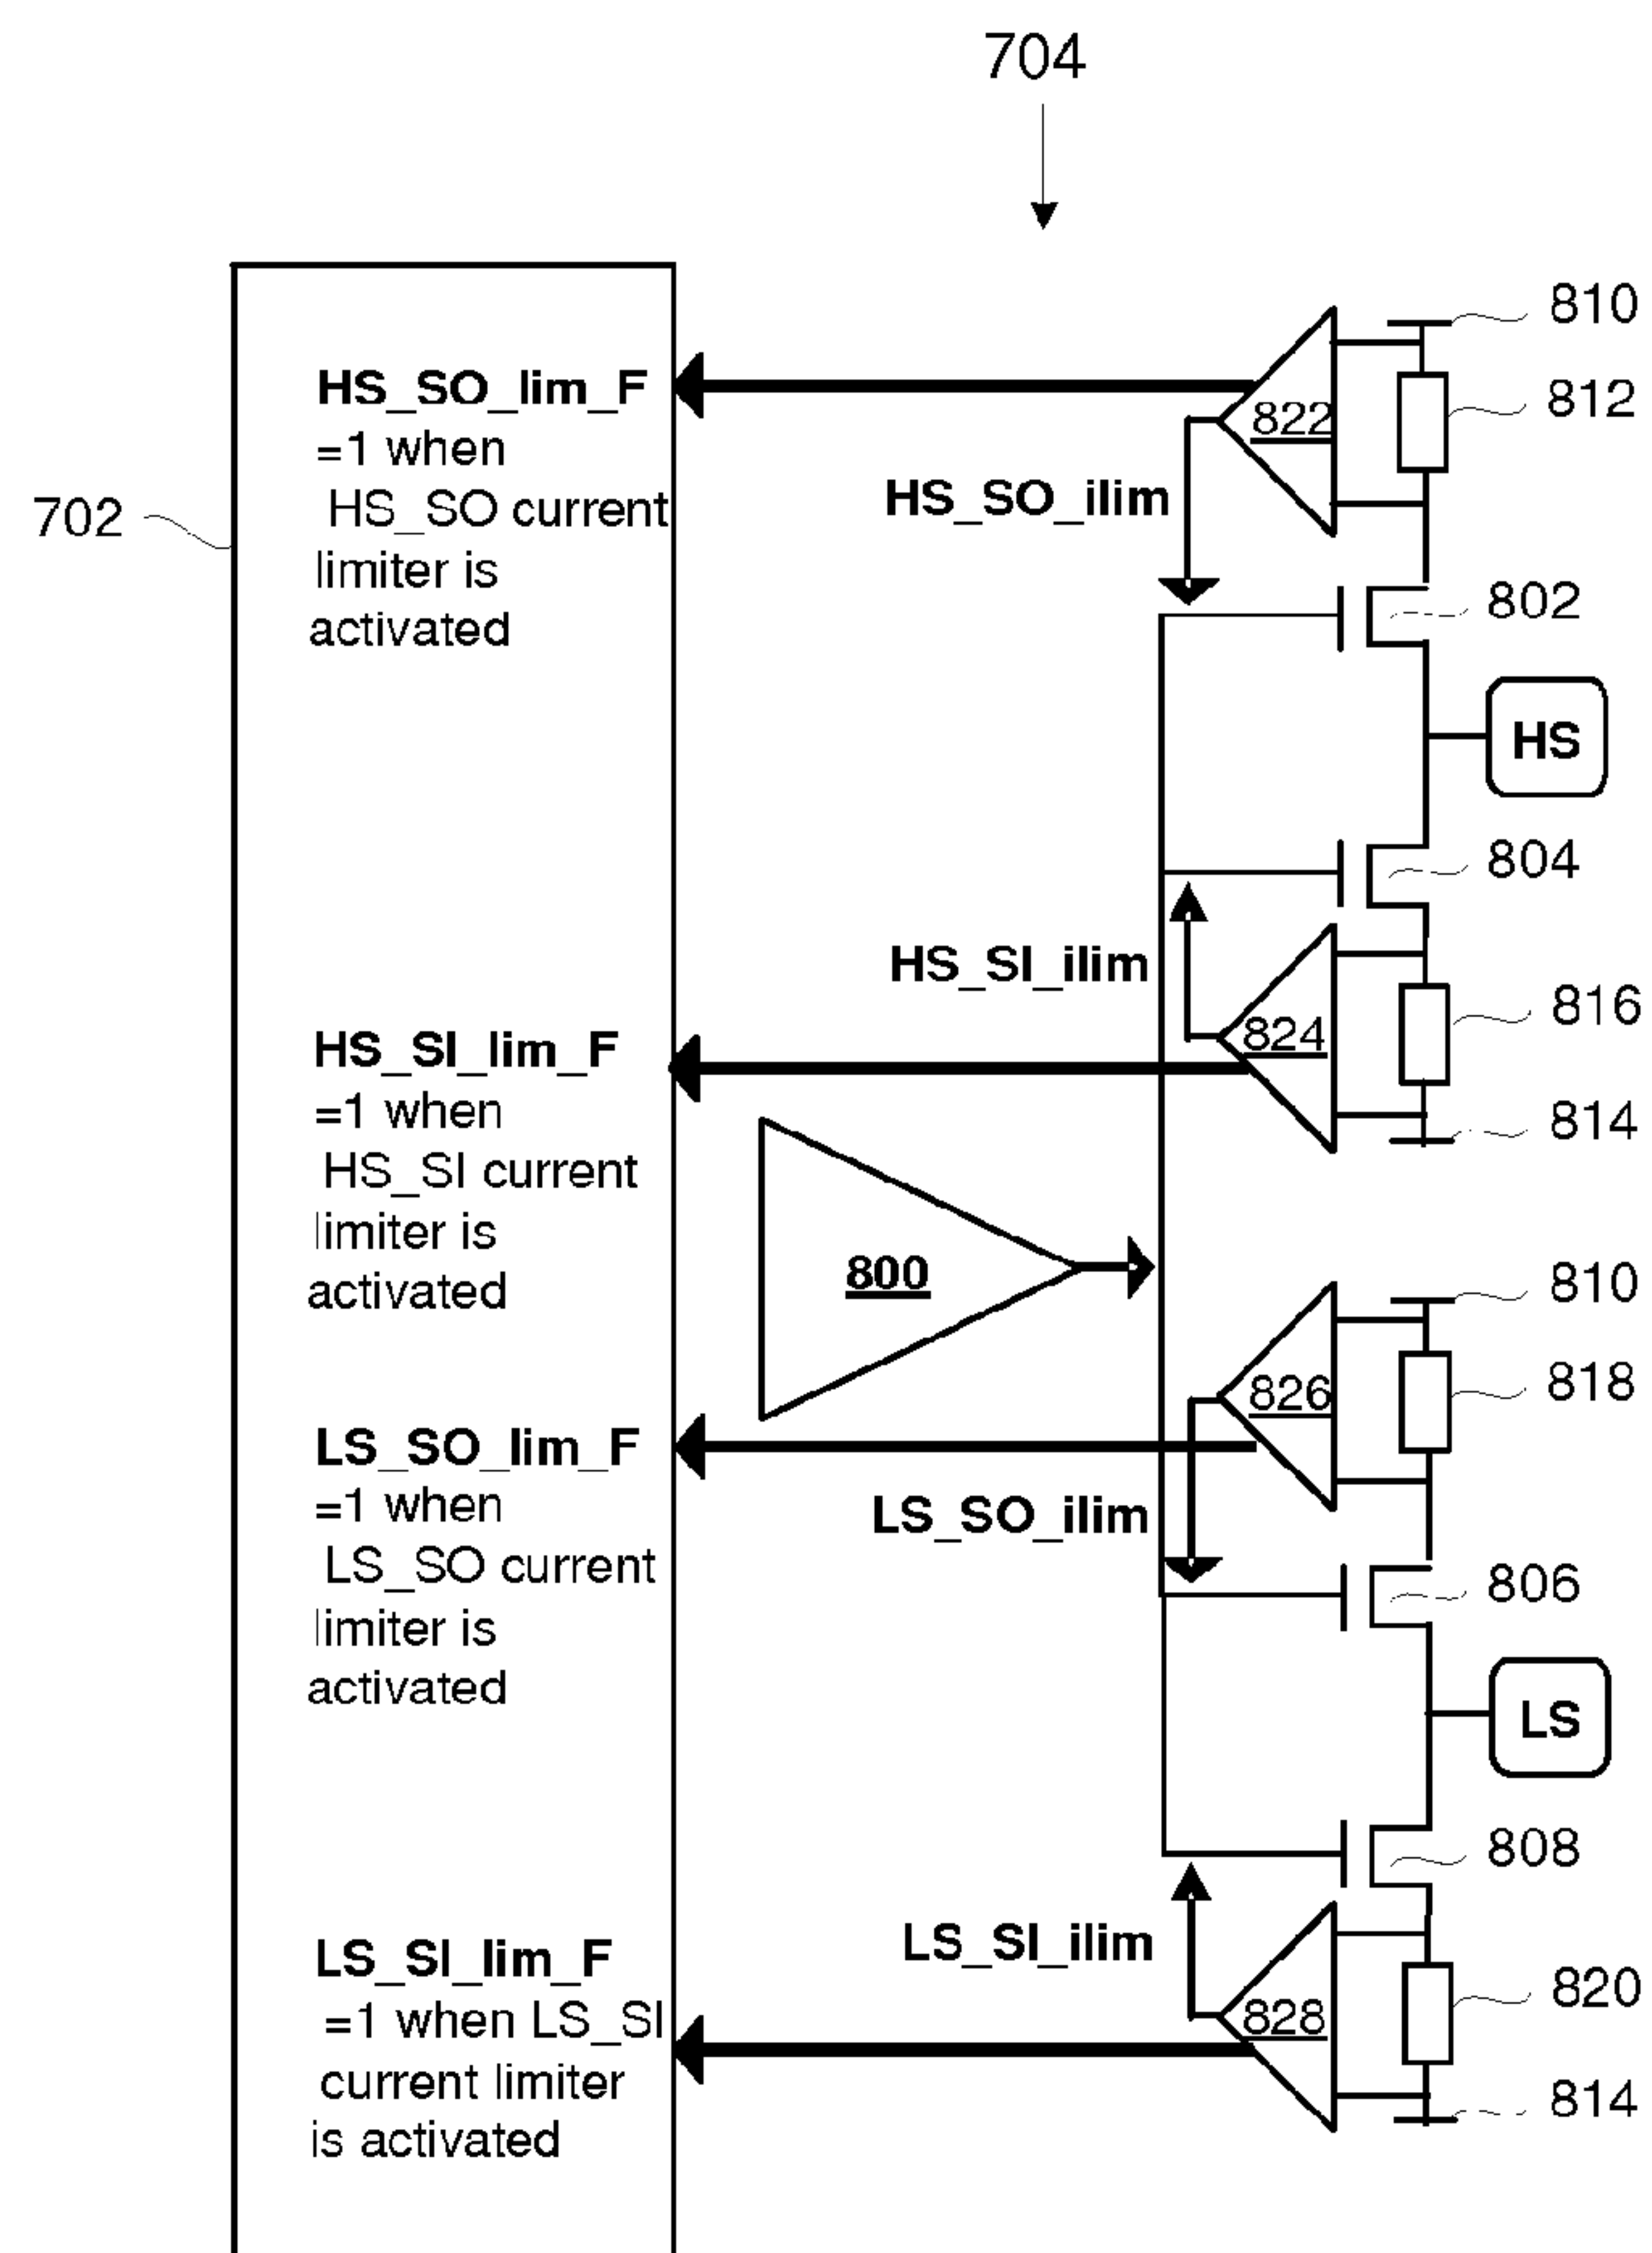 704
810
HS_SO_lim_F
=1 when
HS_SO current
limiter is
activated
822
812
702
HS_SO_ilim
802
HS
804
HS_SI_ilim
824
816
HS_SI_lim_F
=1 when
HS_SI current
limiter is
activated
814
800
810
826
818
LS_SO_lim_F
=1 when
LS_SO current
limiter is
activated
LS_SO_ilim
806
LS
808
LS_SI_ilim
LS_SI_lim_F
=1 when LS_SI
current limiter
is activated
828
820
814